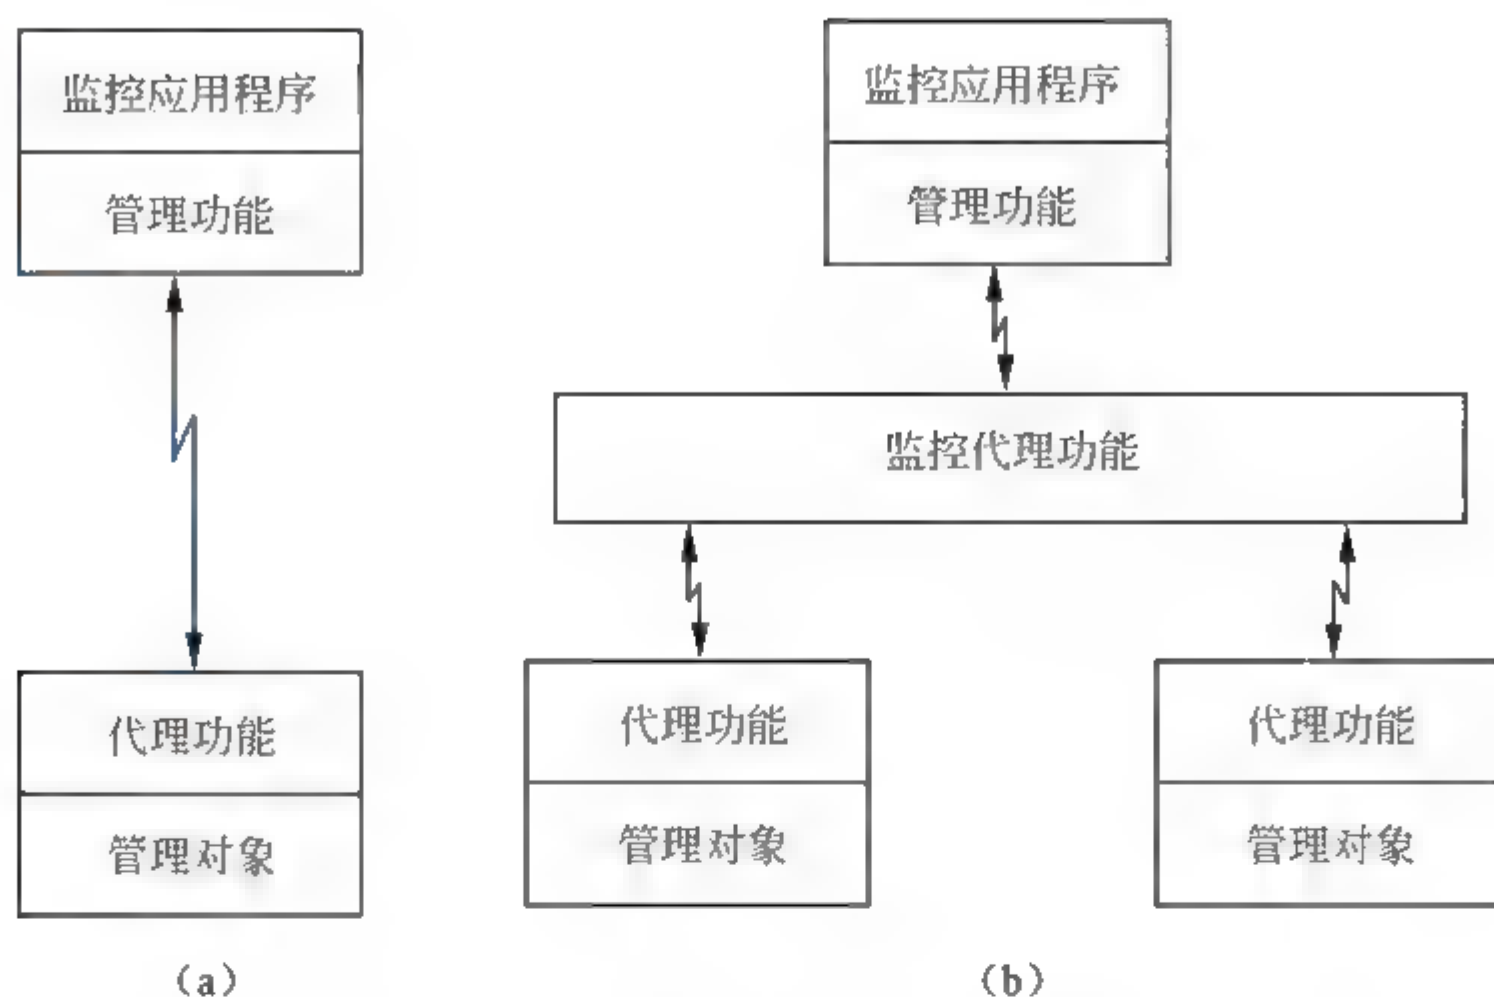 监控应用程序
管理功能
代理功能
管理对象
(a)
监控应用程序
管理功能
监控代理功能
代理功能
管理对象
代理功能
管理对象
(b)